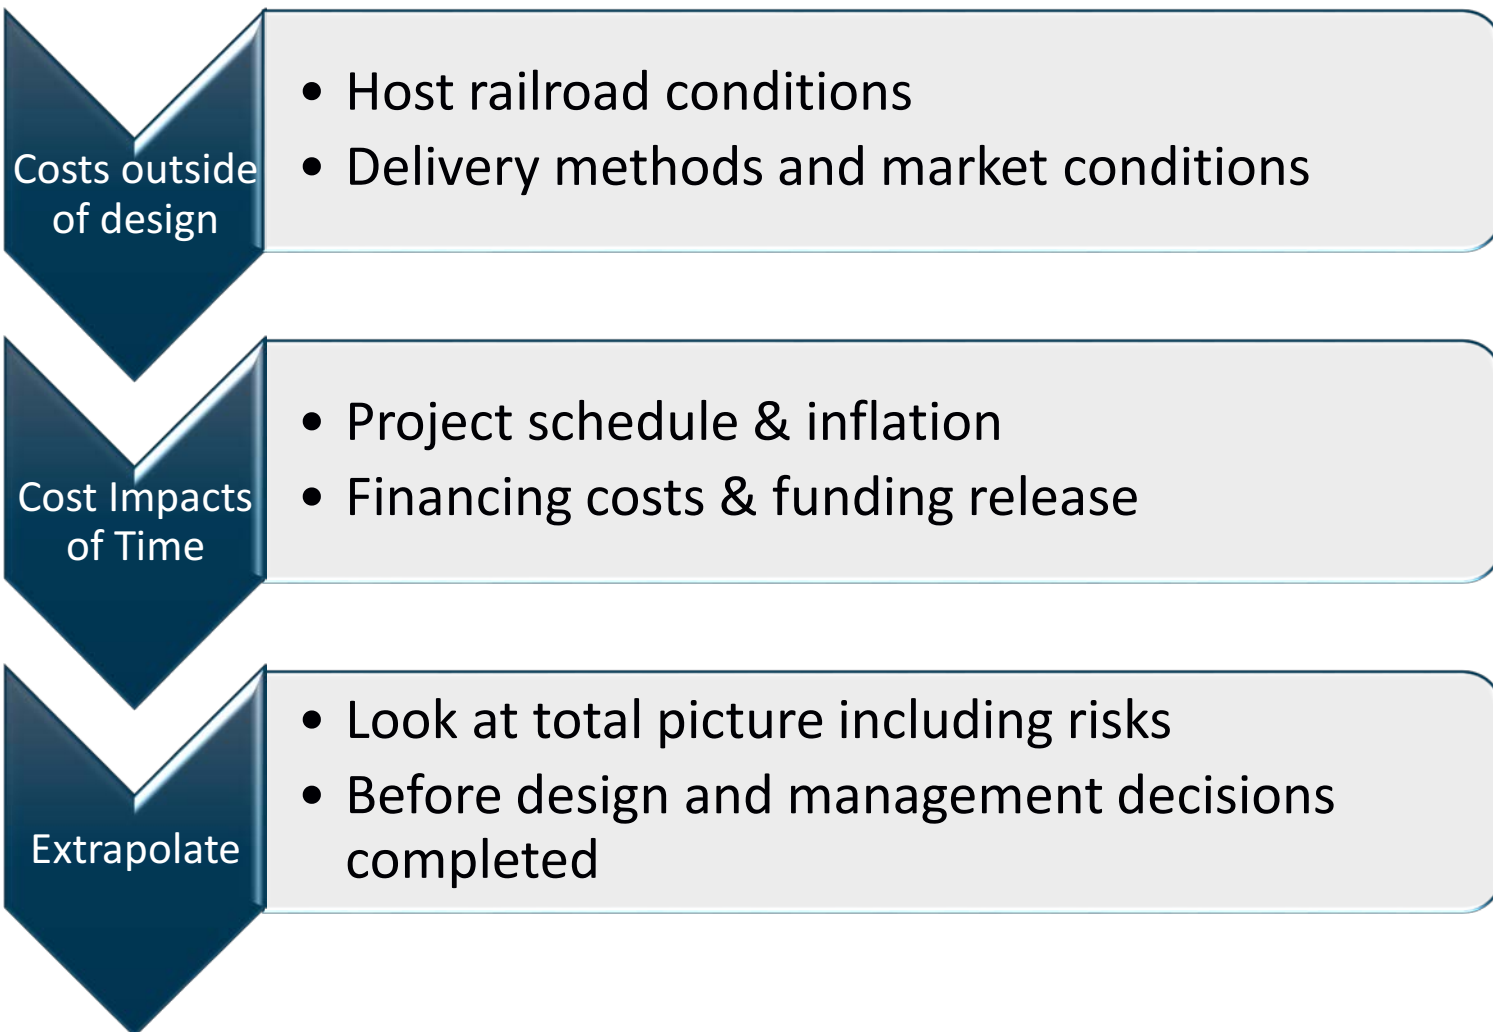 Costs outside
of design
• Host railroad conditions
• Delivery methods and market conditions
Cost Impacts
of Time
• Project schedule & inflation
• Financing costs & funding release
Extrapolate
• Look at total picture including risks
• Before design and management decisions
completed